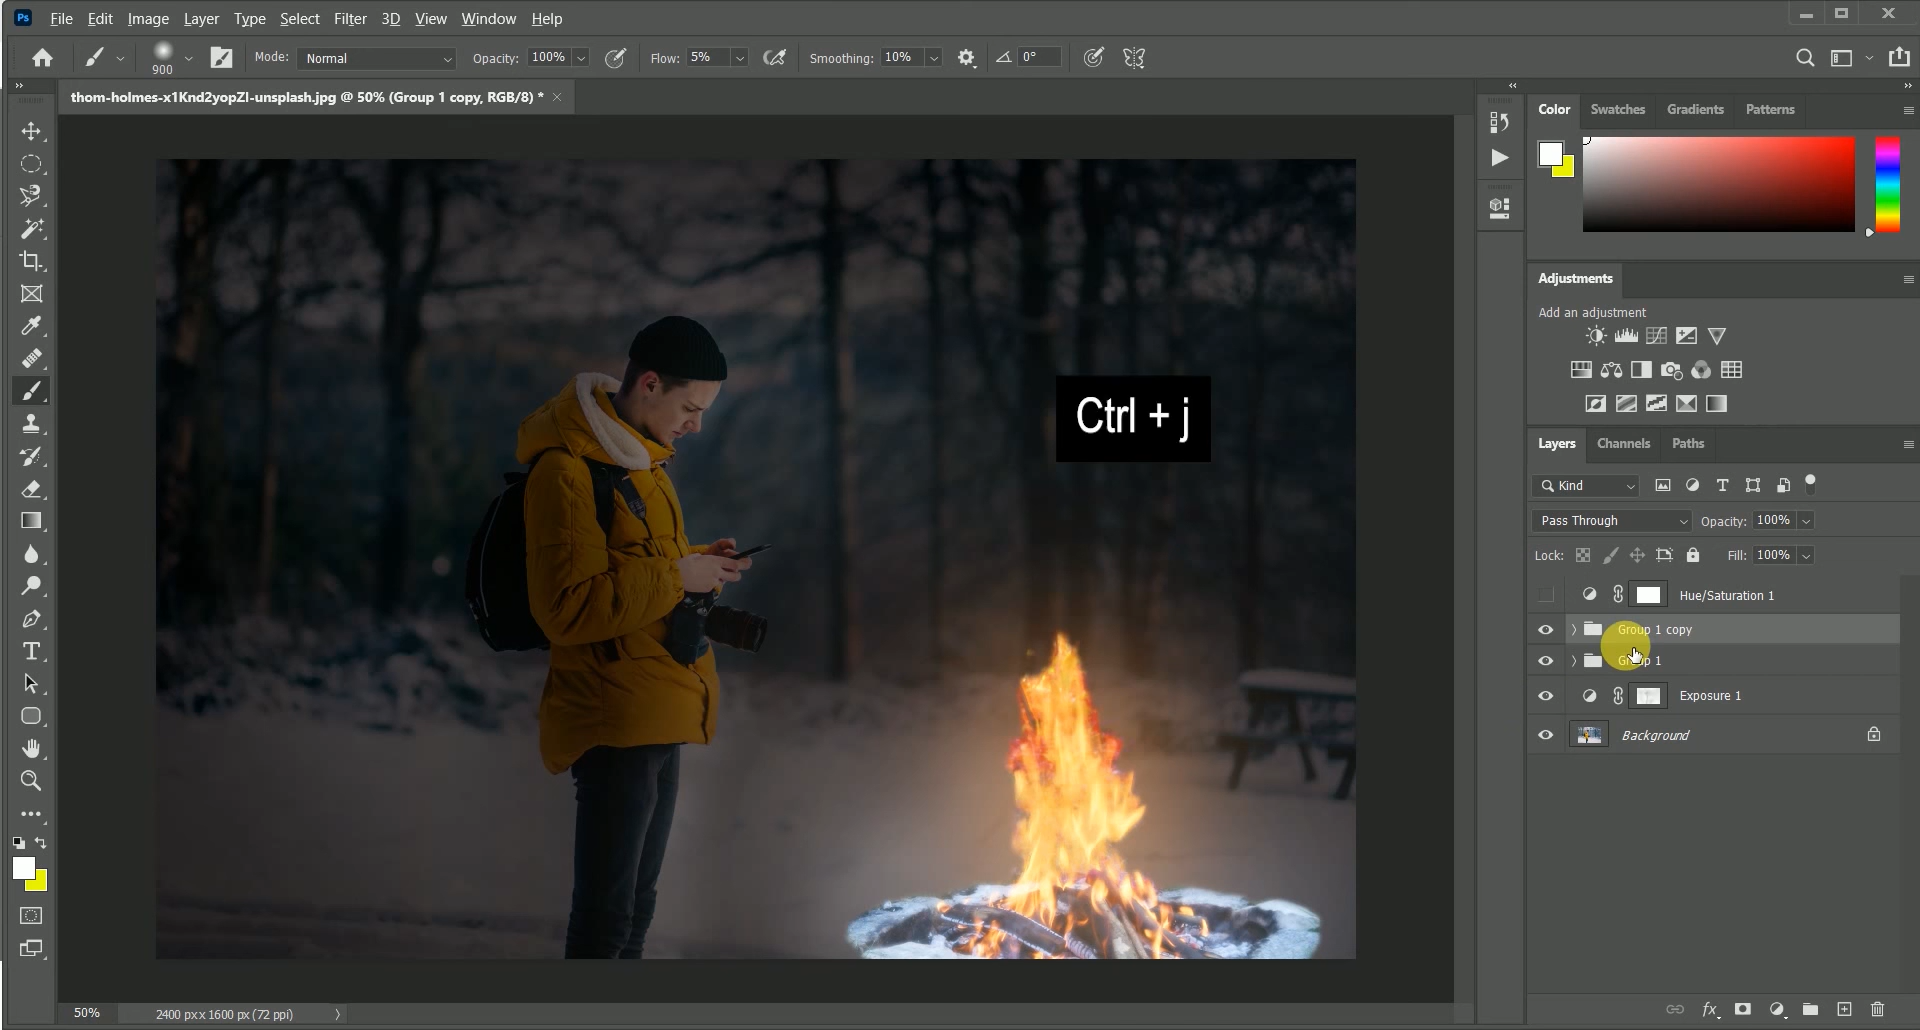 Ps File Edit Image Layer Type Select Filter 3D View Window Help
900 Mode: Normal Opacity: 100% Flow: 5% Smoothing: 10% 0°
thom-holmes-x1Knd2yopZI-unsplash.jpg @ 50% (Group 1 copy, RGB/8) *
Color Swatches Gradients Patterns
Adjustments
Add an adjustment
Ctrl + j
Layers Channels Paths
Kind
Pass Through Opacity: 100%
Lock: Fill: 100%
Hue/Saturation 1
Group 1 copy
Group 1
Exposure 1
Background
50% 2400 px x 1600 px (72 ppi)